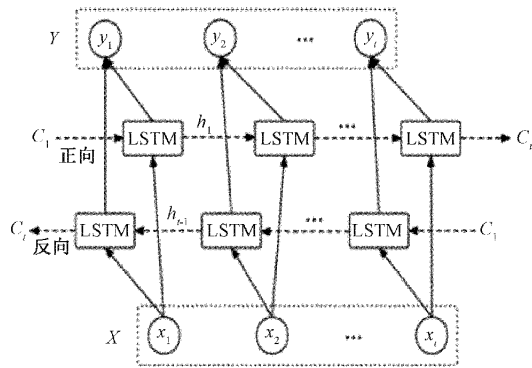 Y y₁ y₂ *** yₜ
C₁ 正向 LSTM h₁ LSTM *** LSTM Cₜ
Cₜ 反向 LSTM hₜ₋₁ LSTM *** LSTM C₁
X x₁ x₂ *** xₜ